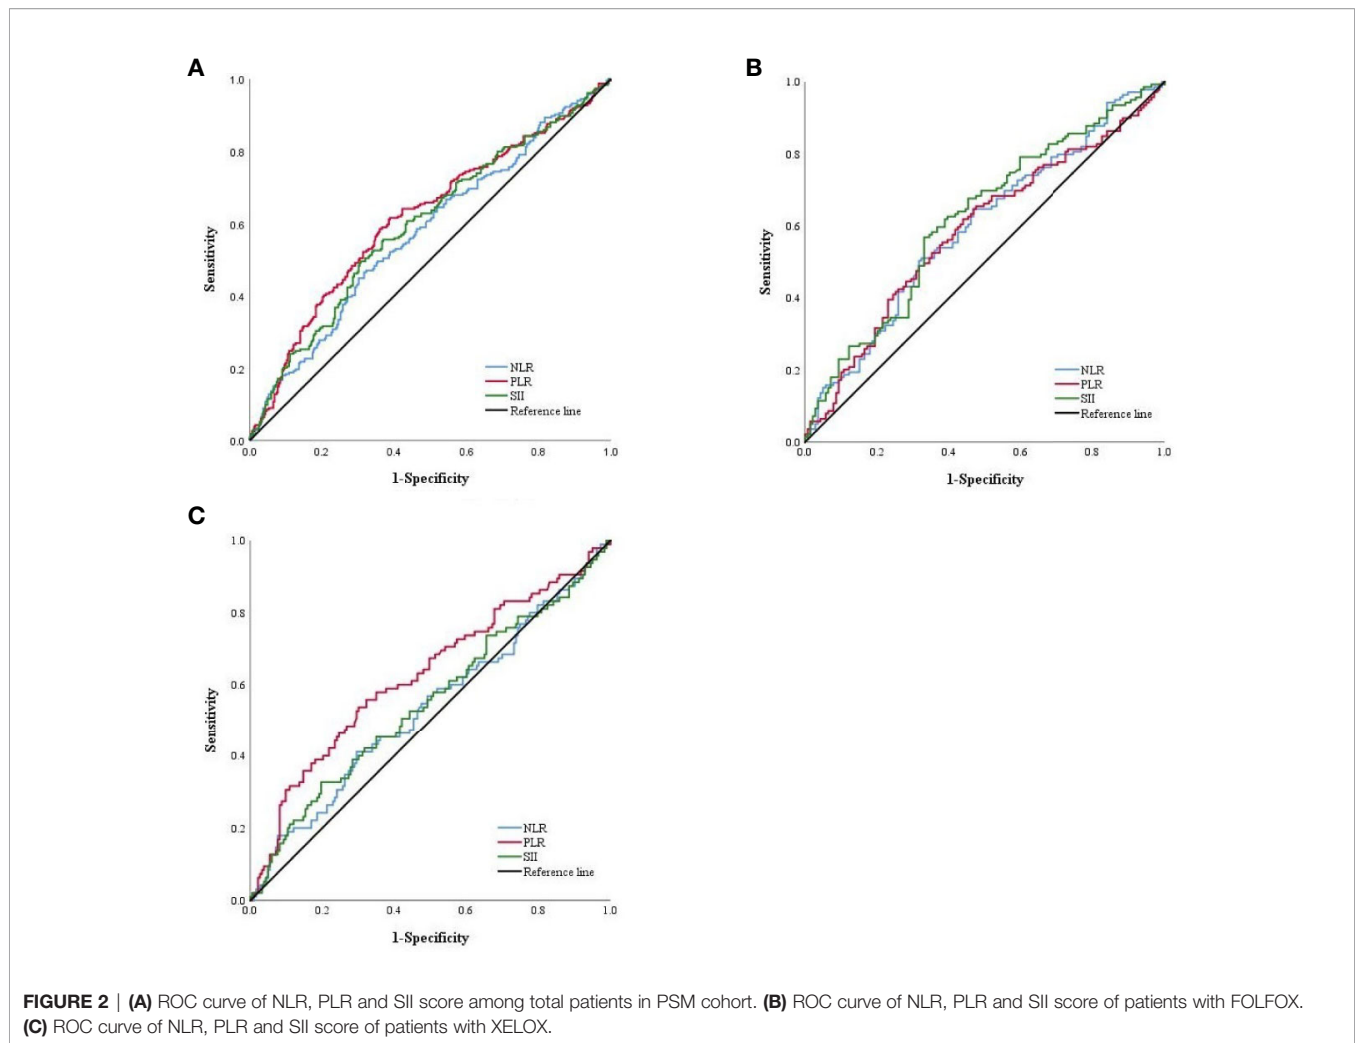 A
1.0
0.8
0.6
0.4
0.2
0.0
Sensitivity
NLR
PLR
SII
Reference line
0.0 0.2 0.4 0.6 0.8 1.0
1-Specificity
B
1.0
0.8
0.6
0.4
0.2
0.0
Sensitivity
NLR
PLR
SII
Reference line
0.0 0.2 0.4 0.6 0.8 1.0
1-Specificity
C
1.0
0.8
0.6
0.4
0.2
0.0
Sensitivity
NLR
PLR
SII
Reference line
0.0 0.2 0.4 0.6 0.8 1.0
1-Specificity
FIGURE 2 | (A) ROC curve of NLR, PLR and SII score among total patients in PSM cohort. (B) ROC curve of NLR, PLR and SII score of patients with FOLFOX.
(C) ROC curve of NLR, PLR and SII score of patients with XELOX.